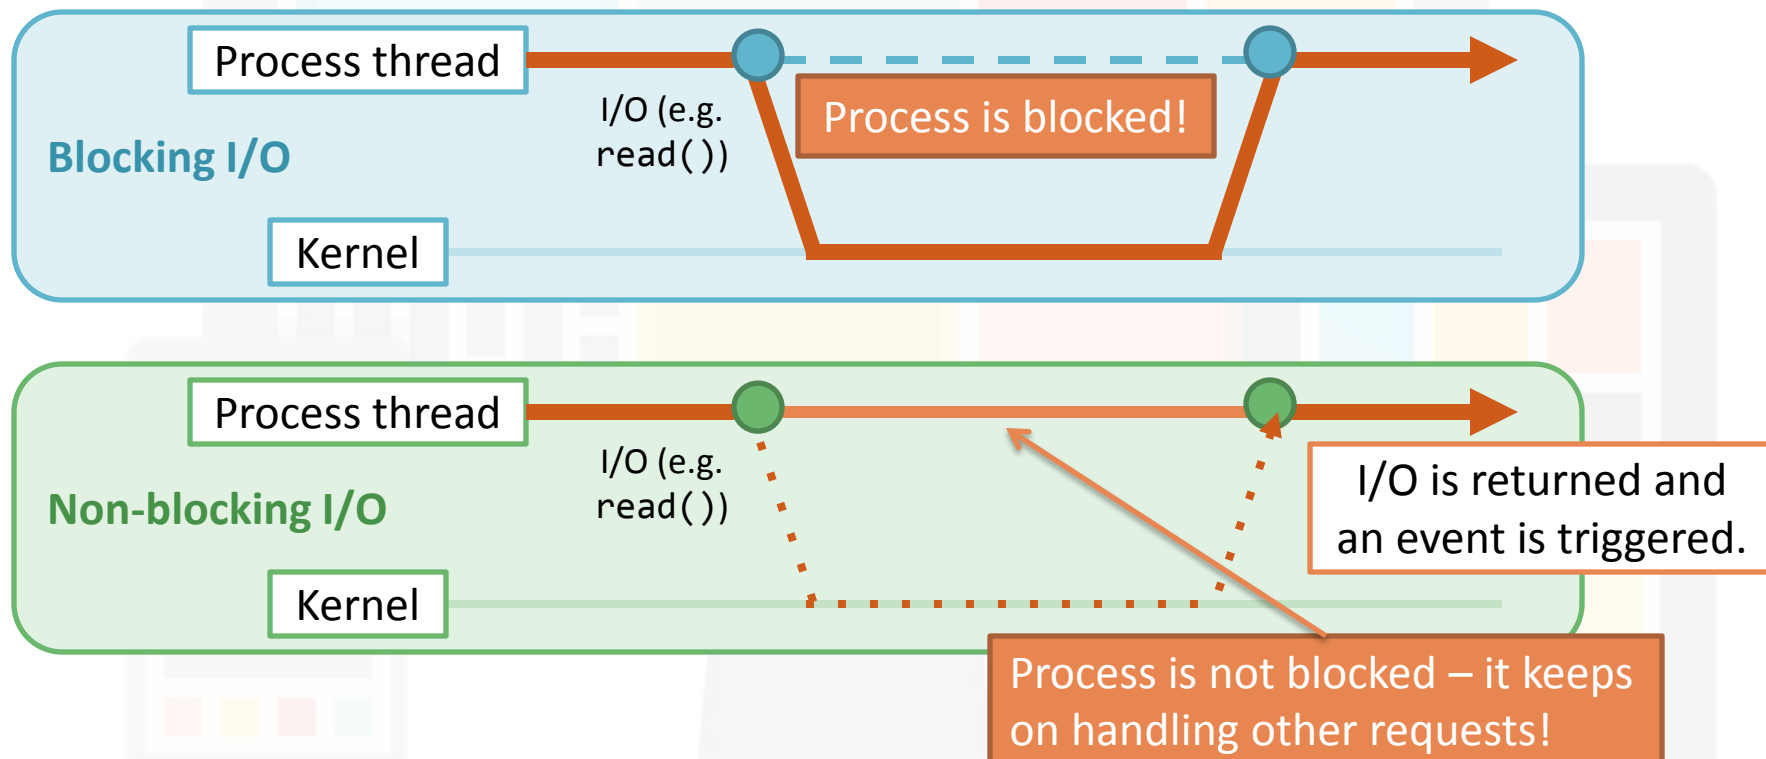 Process thread
I/O (e.g.
read())
Process is blocked!
Blocking I/O
Kernel
Process thread
I/O (e.g.
read())
Non-blocking I/O
I/O is returned and
an event is triggered.
Kernel
Process is not blocked – it keeps
on handling other requests!